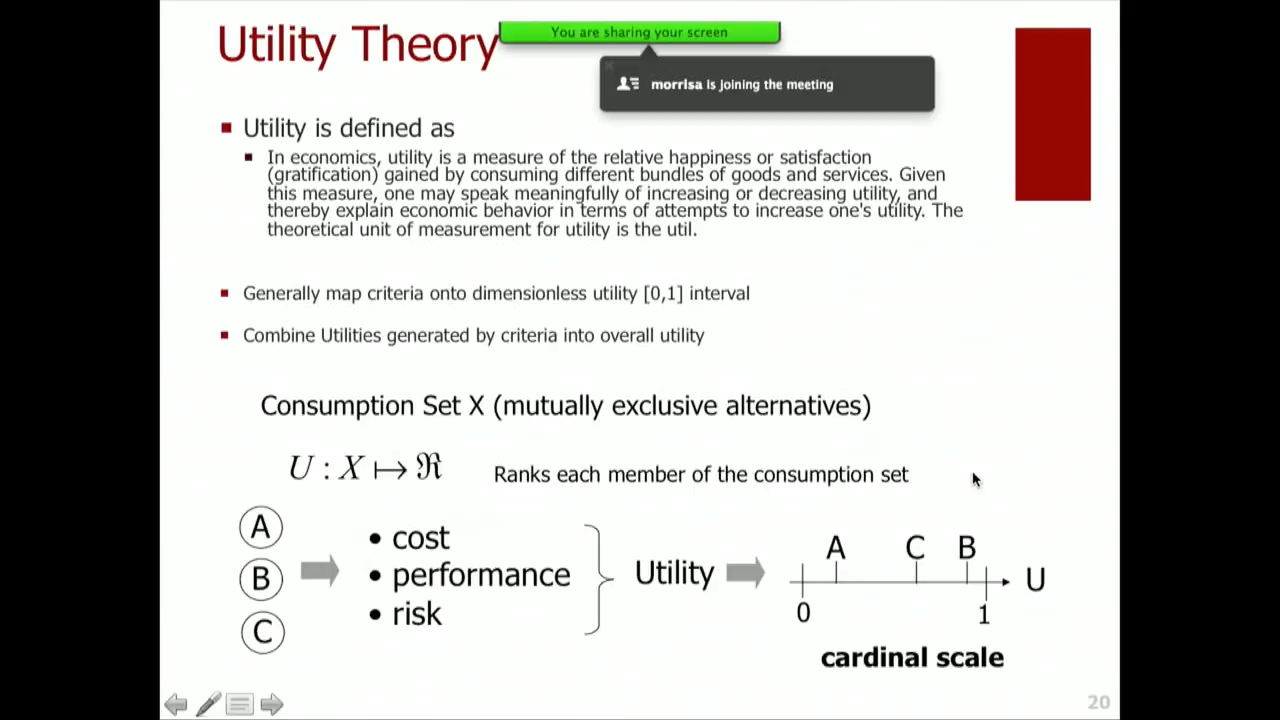 Utility Theory
You are sharing your screen
morrisa is joining the meeting
▪ Utility is defined as
▪ In economics, utility is a measure of the relative happiness or satisfaction
(gratification) gained by consuming different bundles of goods and services. Given
this measure, one may speak meaningfully of increasing or decreasing utility, and
thereby explain economic behavior in terms of attempts to increase one's utility. The
theoretical unit of measurement for utility is the util.
▪ Generally map criteria onto dimensionless utility [0,1] interval
▪ Combine Utilities generated by criteria into overall utility
Consumption Set X (mutually exclusive alternatives)
U : X ↦ ℜ
Ranks each member of the consumption set
A
B
C
• cost
• performance
• risk
Utility
A C B
U
0 1
cardinal scale
20